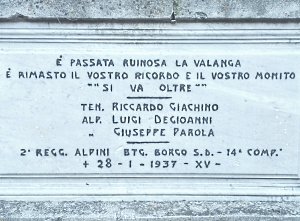 È PASSATA RUINOSA LA VALANGA
È RIMASTO IL VOSTRO RICORDO E IL VOSTRO MONITO
"" SI VA OLTRE ""
TEN. RICCARDO GIACHINO
ALP. LUIGI DEGIOANNI
„ GIUSEPPE PAROLA
2° REGG. ALPINI BTG. BORGO S.D. - 14ª COMP.
+ 28 - 1 - 1937 - XV -